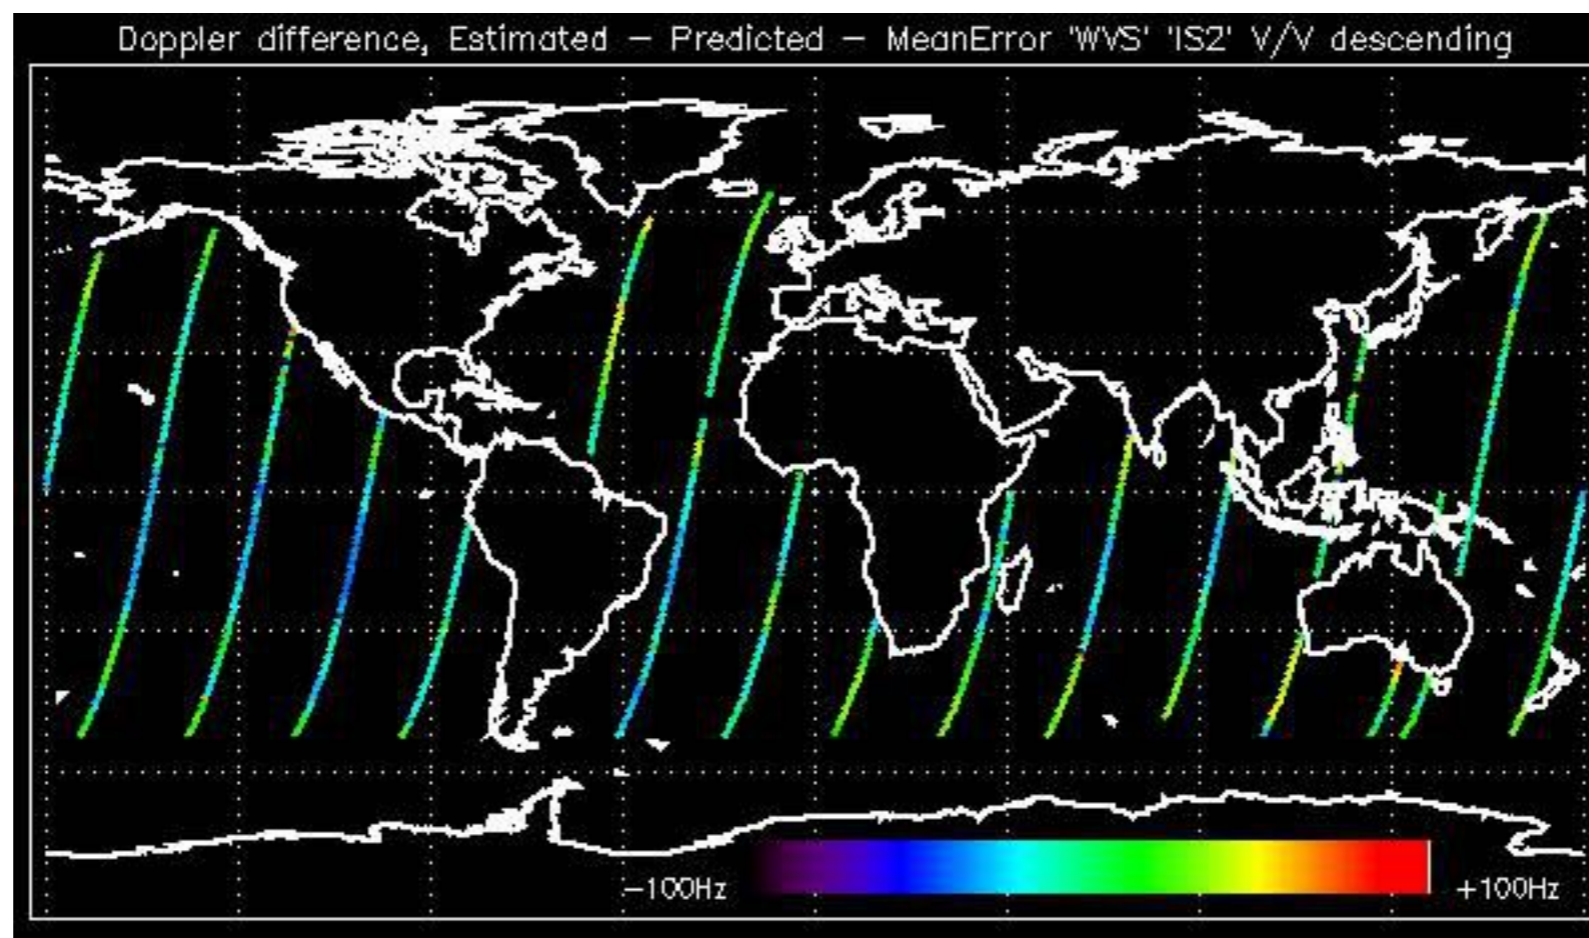 Doppler difference, Estimated – Predicted – MeanError 'WVS' 'IS2' V/V descending
–100Hz +100Hz